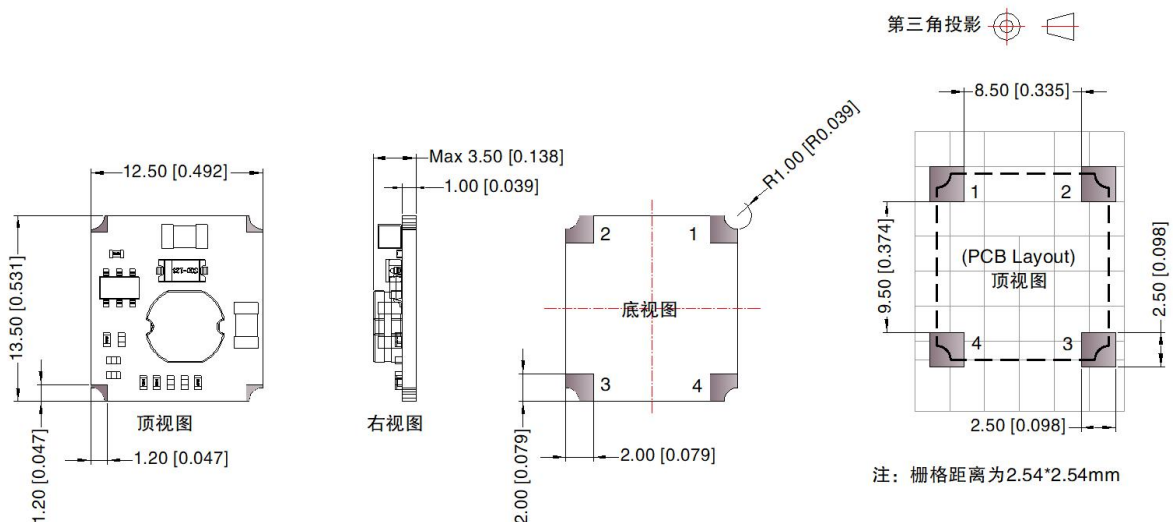 第三角投影
8.50 [0.335]
12.50 [0.492]
Max 3.50 [0.138]
1.00 [0.039]
R1.00 [R0.039]
13.50 [0.531]
1.20 [0.047]
1.20 [0.047]
顶视图
右视图
2
1
底视图
3
4
2.00 [0.079]
2.00 [0.079]
1
2
9.50 [0.374]
(PCB Layout)
顶视图
2.50 [0.098]
4
3
2.50 [0.098]
注：栅格距离为2.54*2.54mm